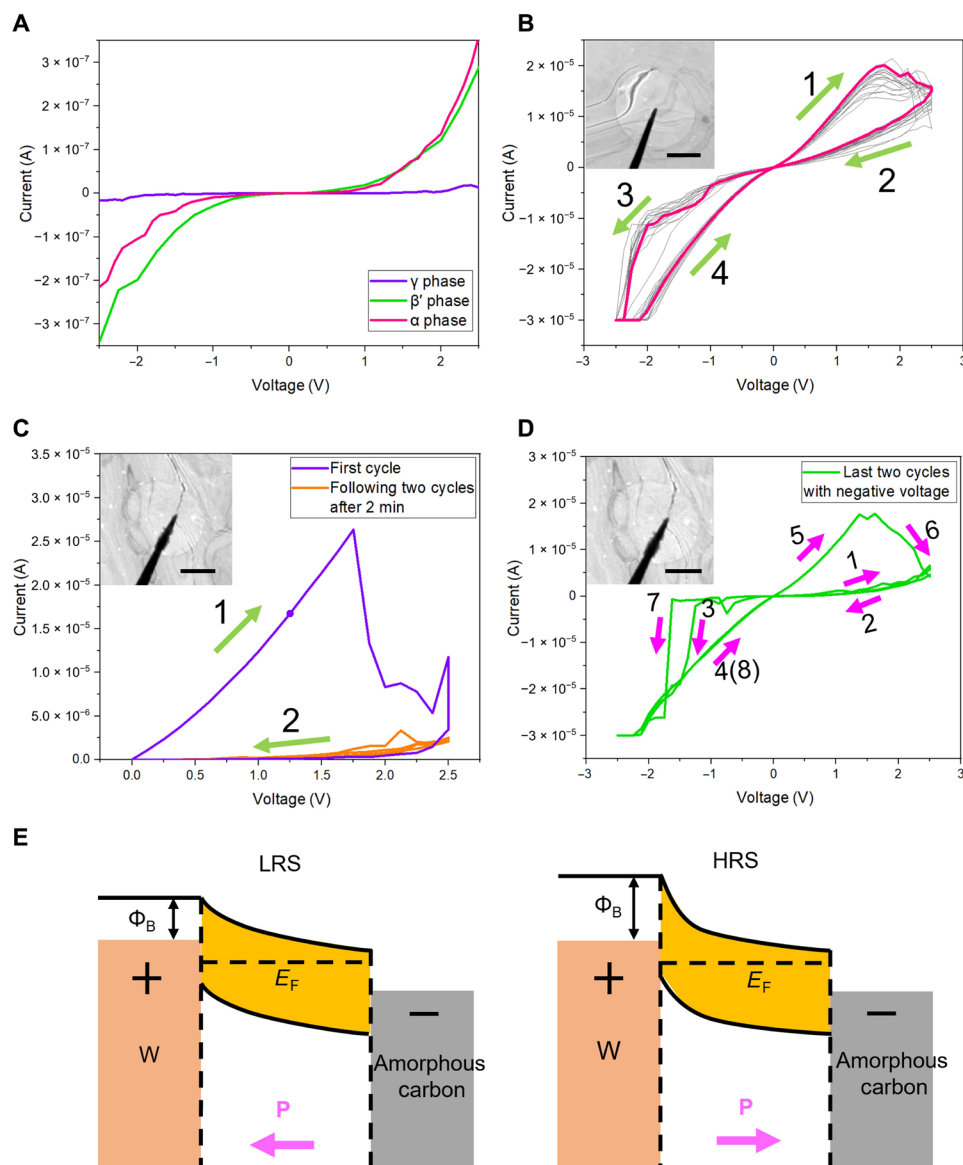 A
3 × 10⁻⁷
2 × 10⁻⁷
1 × 10⁻⁷
0
−1 × 10⁻⁷
−2 × 10⁻⁷
−3 × 10⁻⁷
Current (A)
−2
−1
0
1
2
Voltage (V)
γ phase
β′ phase
α phase
B
2 × 10⁻⁵
1 × 10⁻⁵
0
−1 × 10⁻⁵
−2 × 10⁻⁵
−3 × 10⁻⁵
Current (A)
−3
−2
−1
0
1
2
3
Voltage (V)
1
2
3
4
C
3.5 × 10⁻⁵
3.0 × 10⁻⁵
2.5 × 10⁻⁵
2.0 × 10⁻⁵
1.5 × 10⁻⁵
1.0 × 10⁻⁵
5.0 × 10⁻⁶
0.0
Current (A)
0.0
0.5
1.0
1.5
2.0
2.5
Voltage (V)
First cycle
Following two cycles
after 2 min
1
2
D
3 × 10⁻⁵
2 × 10⁻⁵
1 × 10⁻⁵
0
−1 × 10⁻⁵
−2 × 10⁻⁵
−3 × 10⁻⁵
Current (A)
−3
−2
−1
0
1
2
3
Voltage (V)
Last two cycles
with negative voltage
5
6
1
2
7
3
4(8)
E
LRS
Φ_B
+
E_F
−
W
Amorphous
carbon
P
HRS
Φ_B
+
E_F
−
W
Amorphous
carbon
P